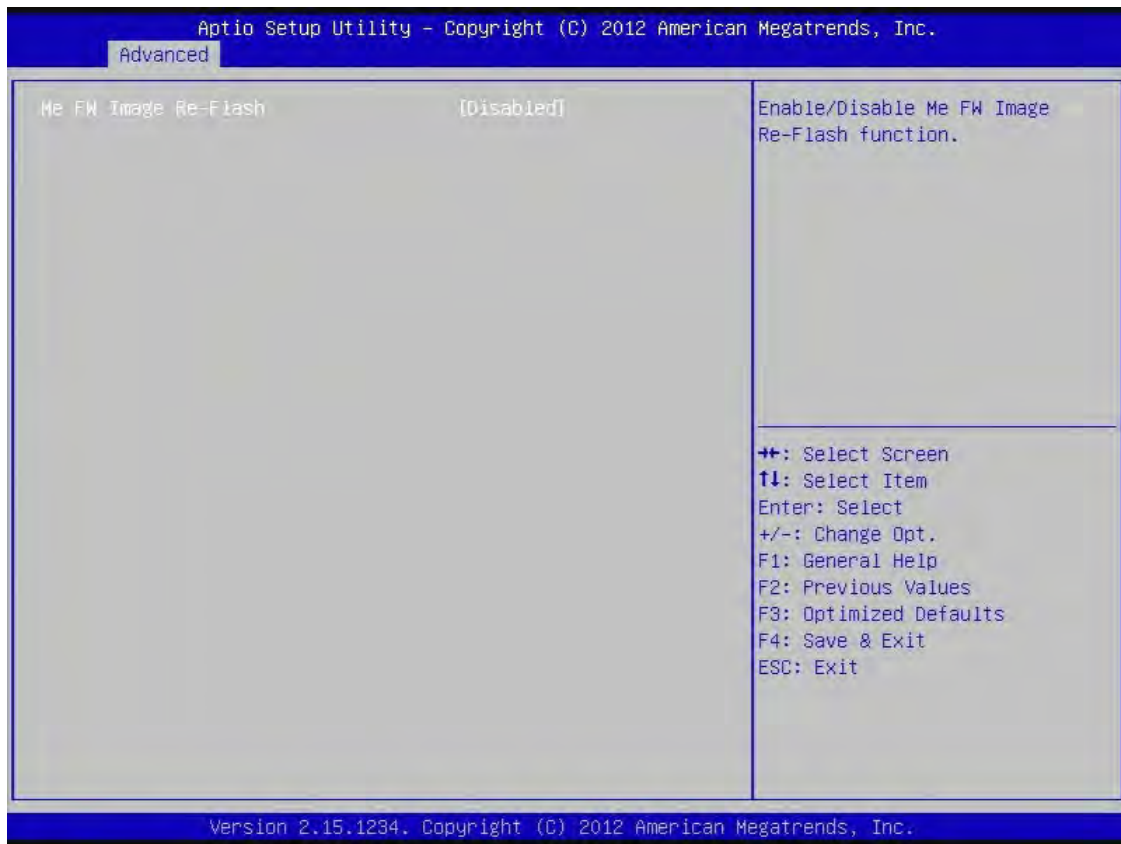 Aptio Setup Utility – Copyright (C) 2012 American Megatrends, Inc.
Advanced
Me FW Image Re-Flash [Disabled]
Enable/Disable Me FW Image
Re-Flash function.
→←: Select Screen
↑↓: Select Item
Enter: Select
+/-: Change Opt.
F1: General Help
F2: Previous Values
F3: Optimized Defaults
F4: Save & Exit
ESC: Exit
Version 2.15.1234. Copyright (C) 2012 American Megatrends, Inc.